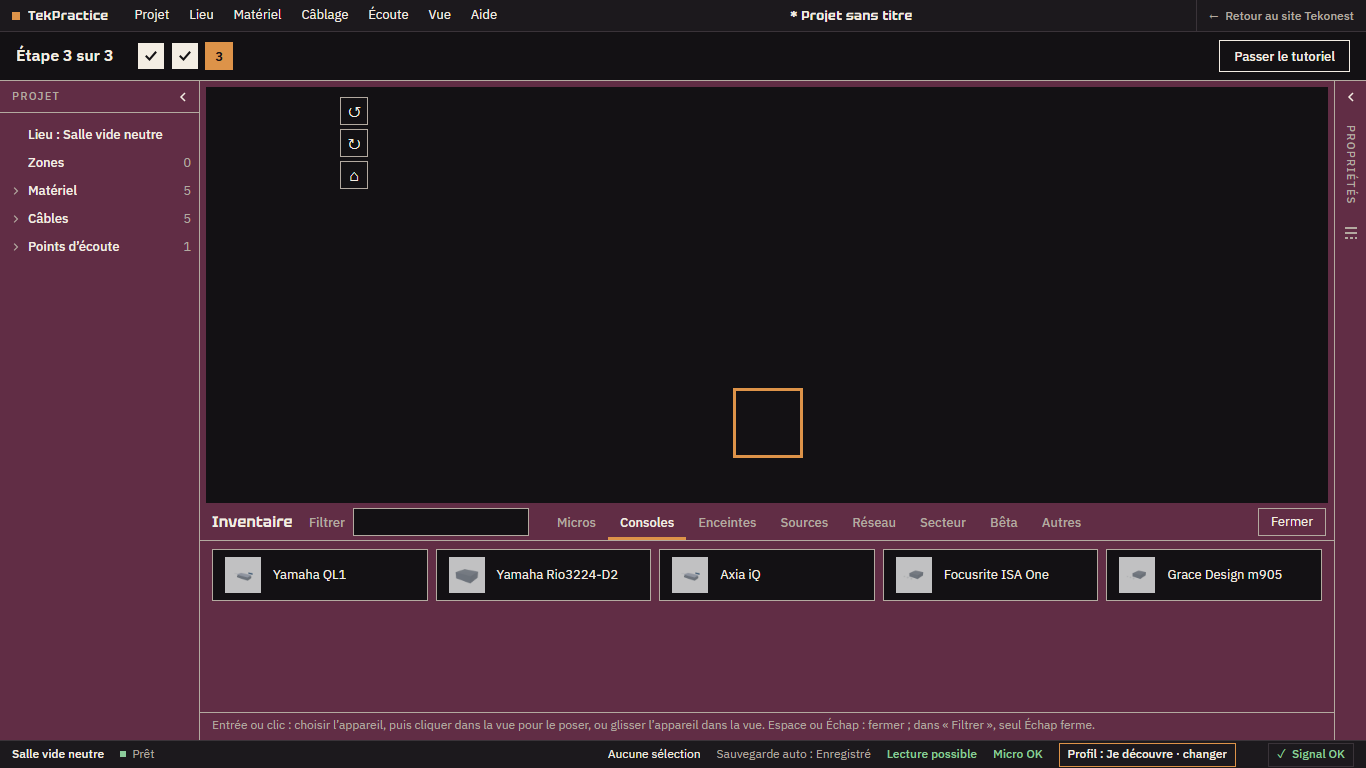 TekPractice Projet Lieu Matériel Câblage Écoute Vue Aide * Projet sans titre ← Retour au site Tekonest
Étape 3 sur 3 3 Passer le tutoriel
PROJET
PROPRIÉTÉS
Lieu : Salle vide neutre
Zones 0
Matériel 5
Câbles 5
Points d'écoute 1
Inventaire Filtrer Micros Consoles Enceintes Sources Réseau Secteur Bêta Autres Fermer
Yamaha QL1 Yamaha Rio3224-D2 Axia iQ Focusrite ISA One Grace Design m905
Entrée ou clic : choisir l'appareil, puis cliquer dans la vue pour le poser, ou glisser l'appareil dans la vue. Espace ou Échap : fermer ; dans « Filtrer », seul Échap ferme.
Salle vide neutre Prêt Aucune sélection Sauvegarde auto : Enregistré Lecture possible Micro OK Profil : Je découvre · changer ✓ Signal OK